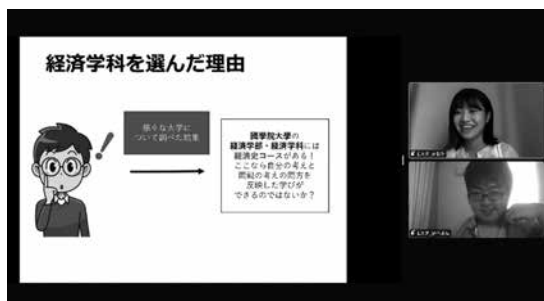 経済学科を選んだ理由
様々な大学に
ついて調べた結果
國學院大學の
経済学部・経済学科には
経済史コースがある！
ここなら自分の考えと
両親の考えの両方を
反映した学びが
できるのではないか？